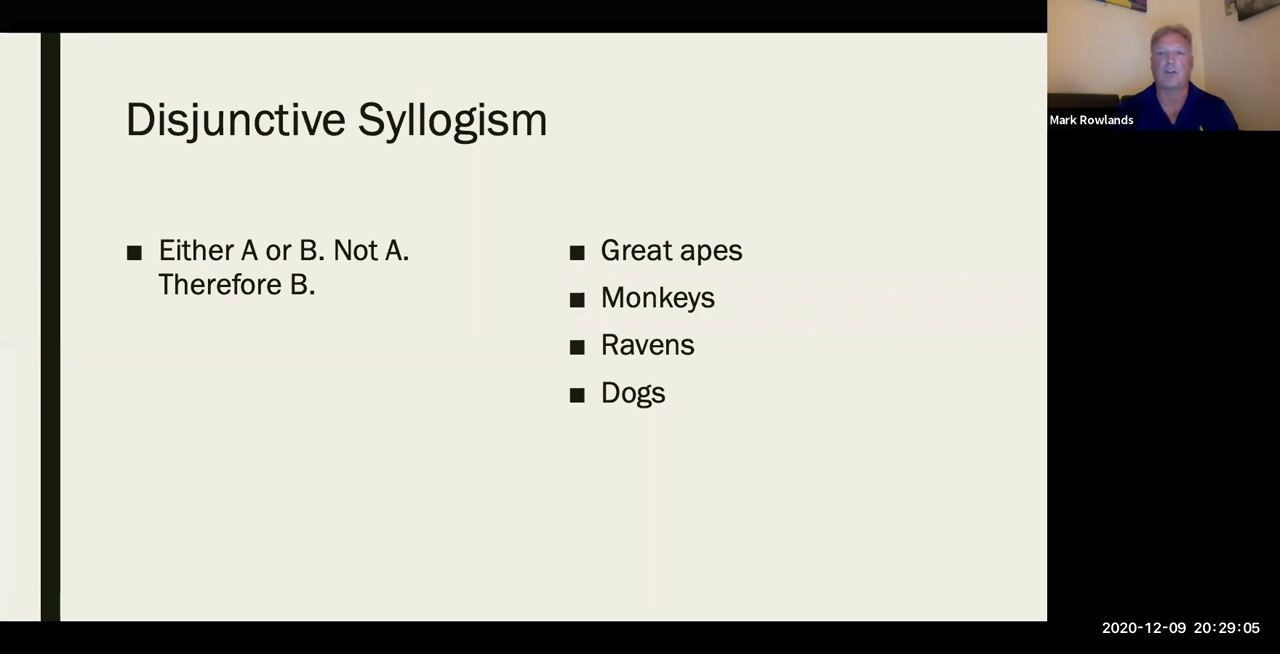 Disjunctive Syllogism
■ Either A or B. Not A.
Therefore B.
■ Great apes
■ Monkeys
■ Ravens
■ Dogs
Mark Rowlands
2020-12-09 20:29:05